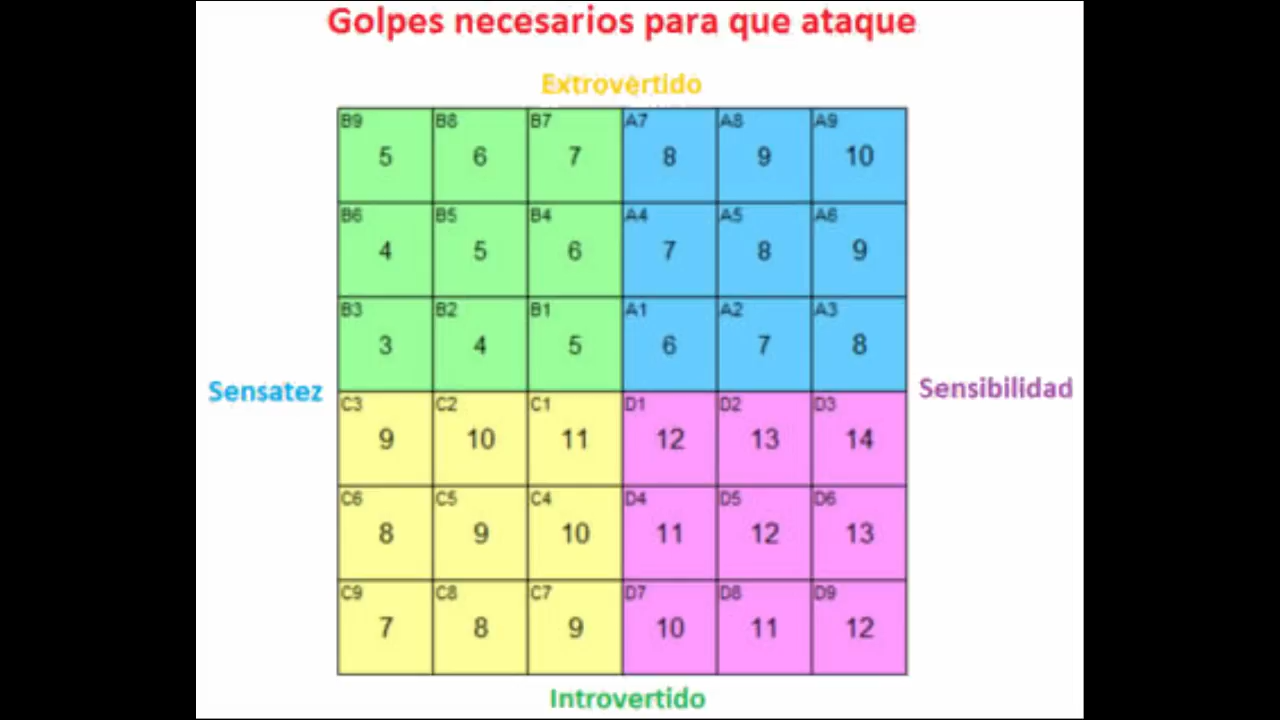 Golpes necesarios para que ataque
Extrovertido
B9 B8 B7 A7 A8 A9
5 6 7 8 9 10
B6 B5 B4 A4 A5 A6
4 5 6 7 8 9
B3 B2 B1 A1 A2 A3
3 4 5 6 7 8
Sensatez Sensibilidad
C3 C2 C1 D1 D2 D3
9 10 11 12 13 14
C6 C5 C4 D4 D5 D6
8 9 10 11 12 13
C9 C8 C7 D7 D8 D9
7 8 9 10 11 12
Introvertido